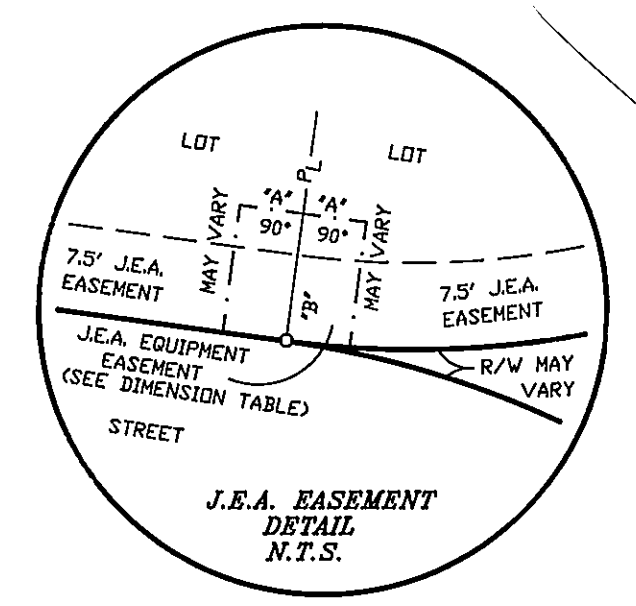 LOT
LOT
PL
"A"
"A"
90°
90°
MAY VARY
MAY VARY
"B"
7.5' J.E.A.
EASEMENT
7.5' J.E.A.
EASEMENT
J.E.A. EQUIPMENT
EASEMENT
(SEE DIMENSION TABLE)
R/W MAY
VARY
STREET
J.E.A. EASEMENT
DETAIL
N.T.S.